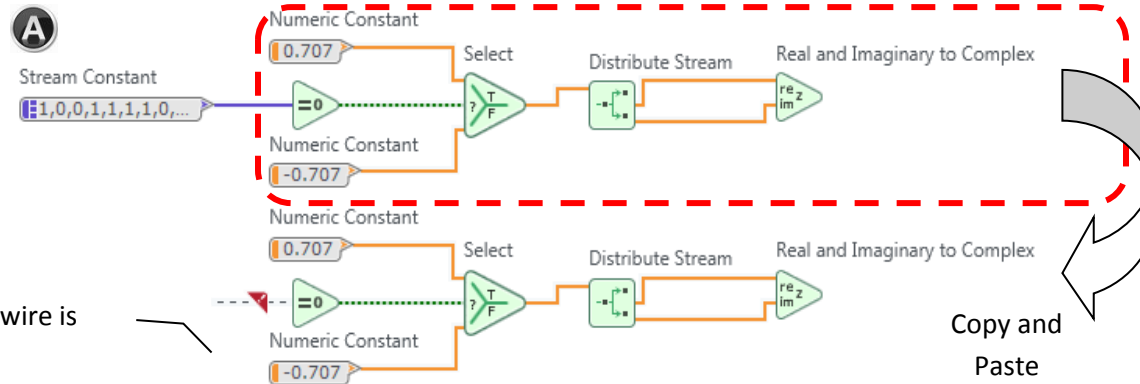 A
Numeric Constant
0.707
Stream Constant
1,0,0,1,1,1,1,0,...
=0
Select
? T F
Distribute Stream
Real and Imaginary to Complex
re im z
Numeric Constant
-0.707
Numeric Constant
0.707
=0
Select
? T F
Distribute Stream
Real and Imaginary to Complex
re im z
wire is
Numeric Constant
-0.707
Copy and
Paste